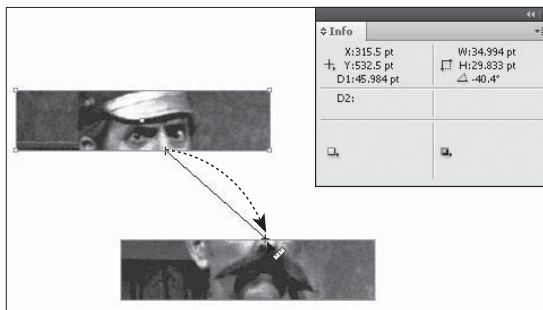 Info
X:315.5 pt
Y:532.5 pt
D1:45.984 pt
W:34.994 pt
H:29.833 pt
-40.4°
D2: